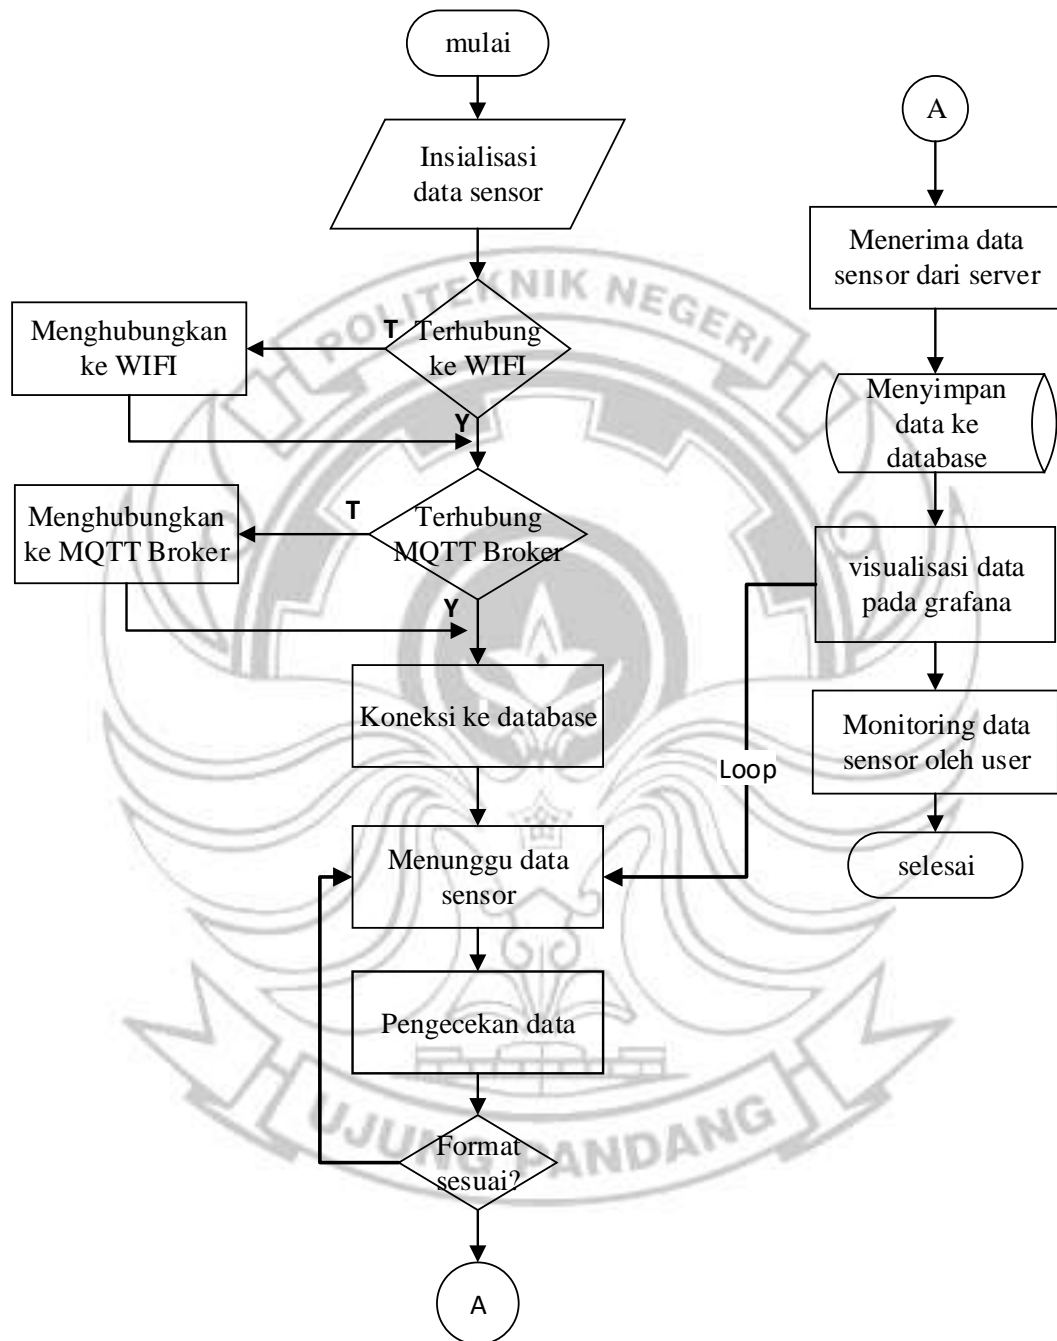 mulai
Insialisasi
data sensor
Terhubung
ke WIFI
T
Menghubungkan
ke WIFI
Y
Terhubung
MQTT Broker
T
Menghubungkan
ke MQTT Broker
Y
Koneksi ke database
Menunggu data
sensor
Pengecekan data
Format
sesuai?
A
A
Menerima data
sensor dari server
Menyimpan
data ke
database
visualisasi data
pada grafana
Loop
Monitoring data
sensor oleh user
selesai
POLITEKNIK NEGERI
UJUNG PANDANG